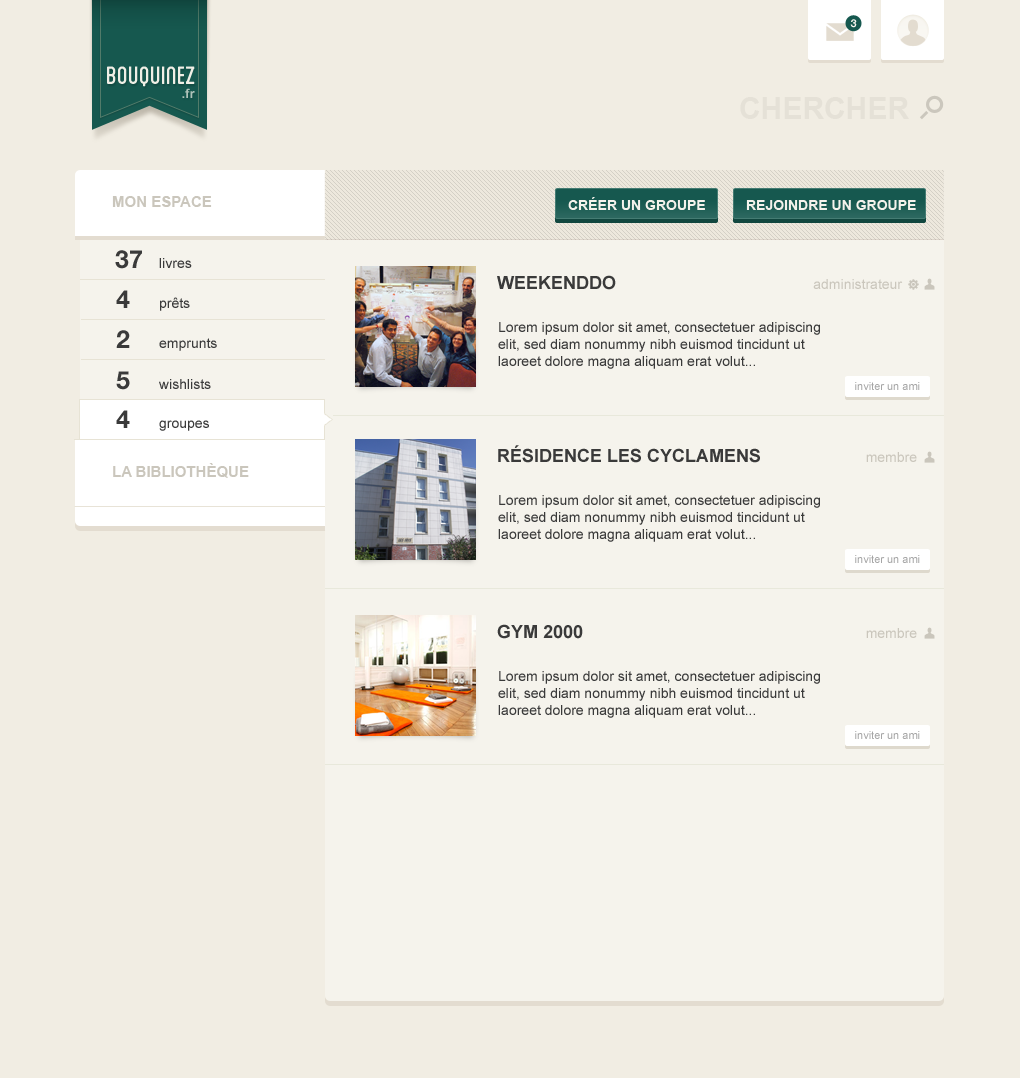 BOUQUINEZ
.fr
3
CHERCHER
MON ESPACE
37 livres
4 prêts
2 emprunts
5 wishlists
4 groupes
LA BIBLIOTHÈQUE
CRÉER UN GROUPE
REJOINDRE UN GROUPE
WEEKENDDO
administrateur
Lorem ipsum dolor sit amet, consectetuer adipiscing
elit, sed diam nonummy nibh euismod tincidunt ut
laoreet dolore magna aliquam erat volut...
inviter un ami
RÉSIDENCE LES CYCLAMENS
membre
Lorem ipsum dolor sit amet, consectetuer adipiscing
elit, sed diam nonummy nibh euismod tincidunt ut
laoreet dolore magna aliquam erat volut...
inviter un ami
GYM 2000
membre
Lorem ipsum dolor sit amet, consectetuer adipiscing
elit, sed diam nonummy nibh euismod tincidunt ut
laoreet dolore magna aliquam erat volut...
inviter un ami